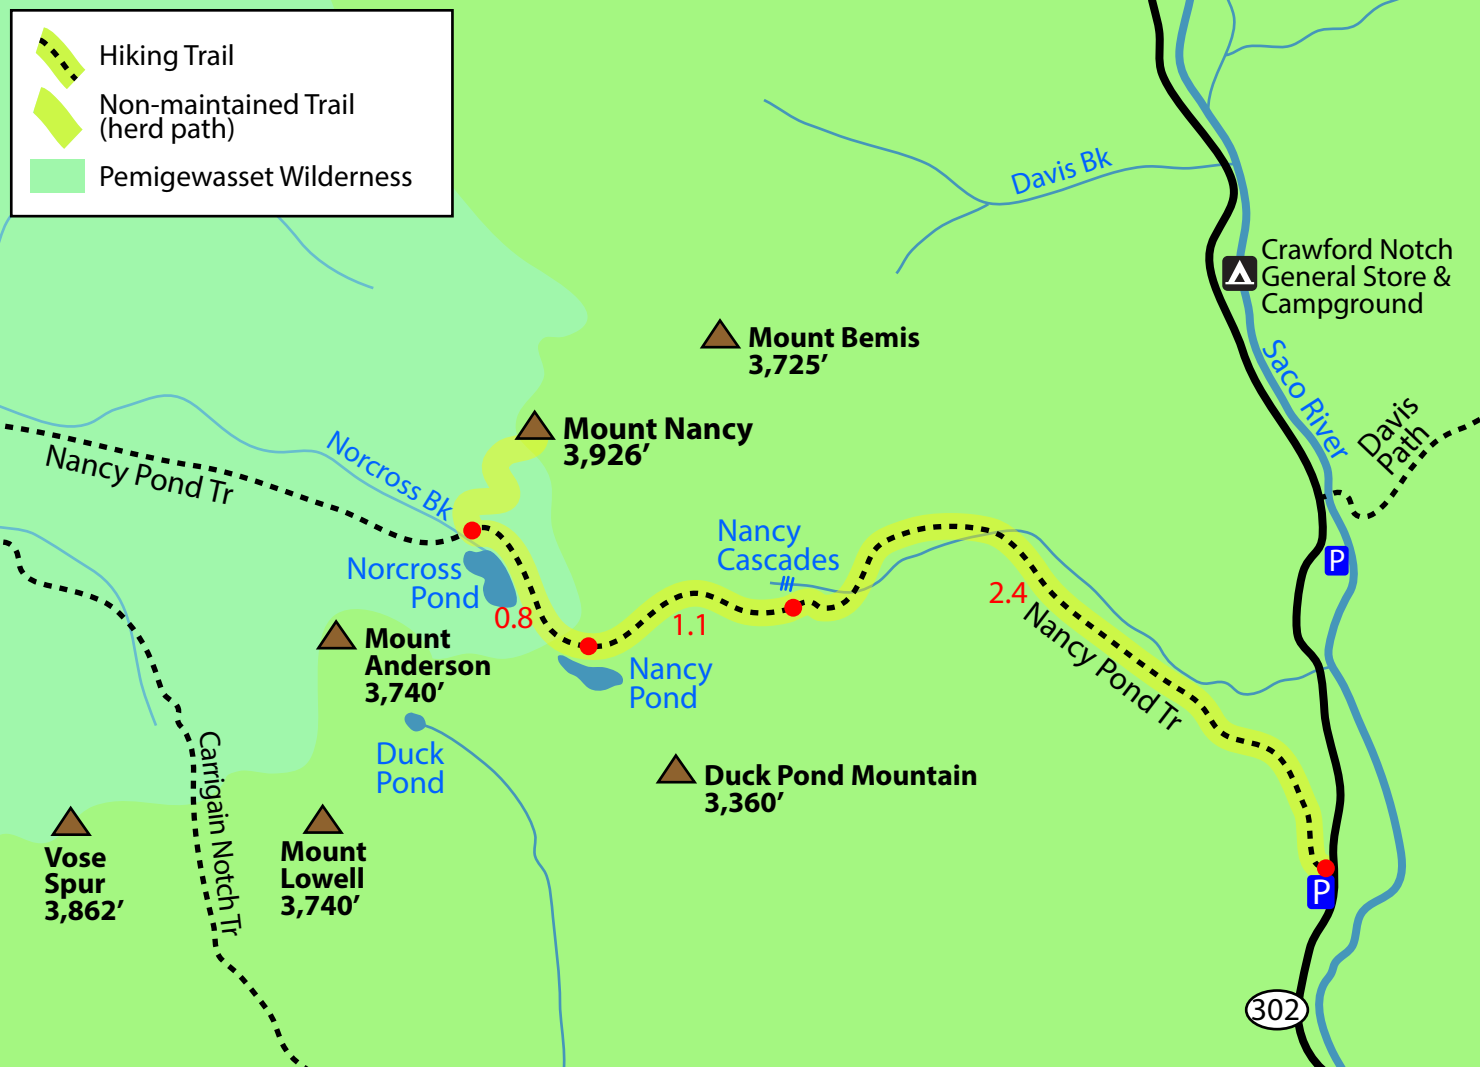 Hiking Trail
Non-maintained Trail
(herd path)
Pemigewasset Wilderness
Davis Bk
Crawford Notch
General Store &
Campground
Mount Bemis
3,725’
Saco River
Davis
Path
Mount Nancy
3,926’
Norcross Bk
Nancy Pond Tr
Nancy
Cascades
P
Norcross
Pond
0.8
1.1
2.4
Nancy Pond Tr
Mount
Anderson
3,740’
Nancy
Pond
Duck
Pond
Carrigain Notch Tr
Duck Pond Mountain
3,360’
Vose
Spur
3,862’
Mount
Lowell
3,740’
P
302